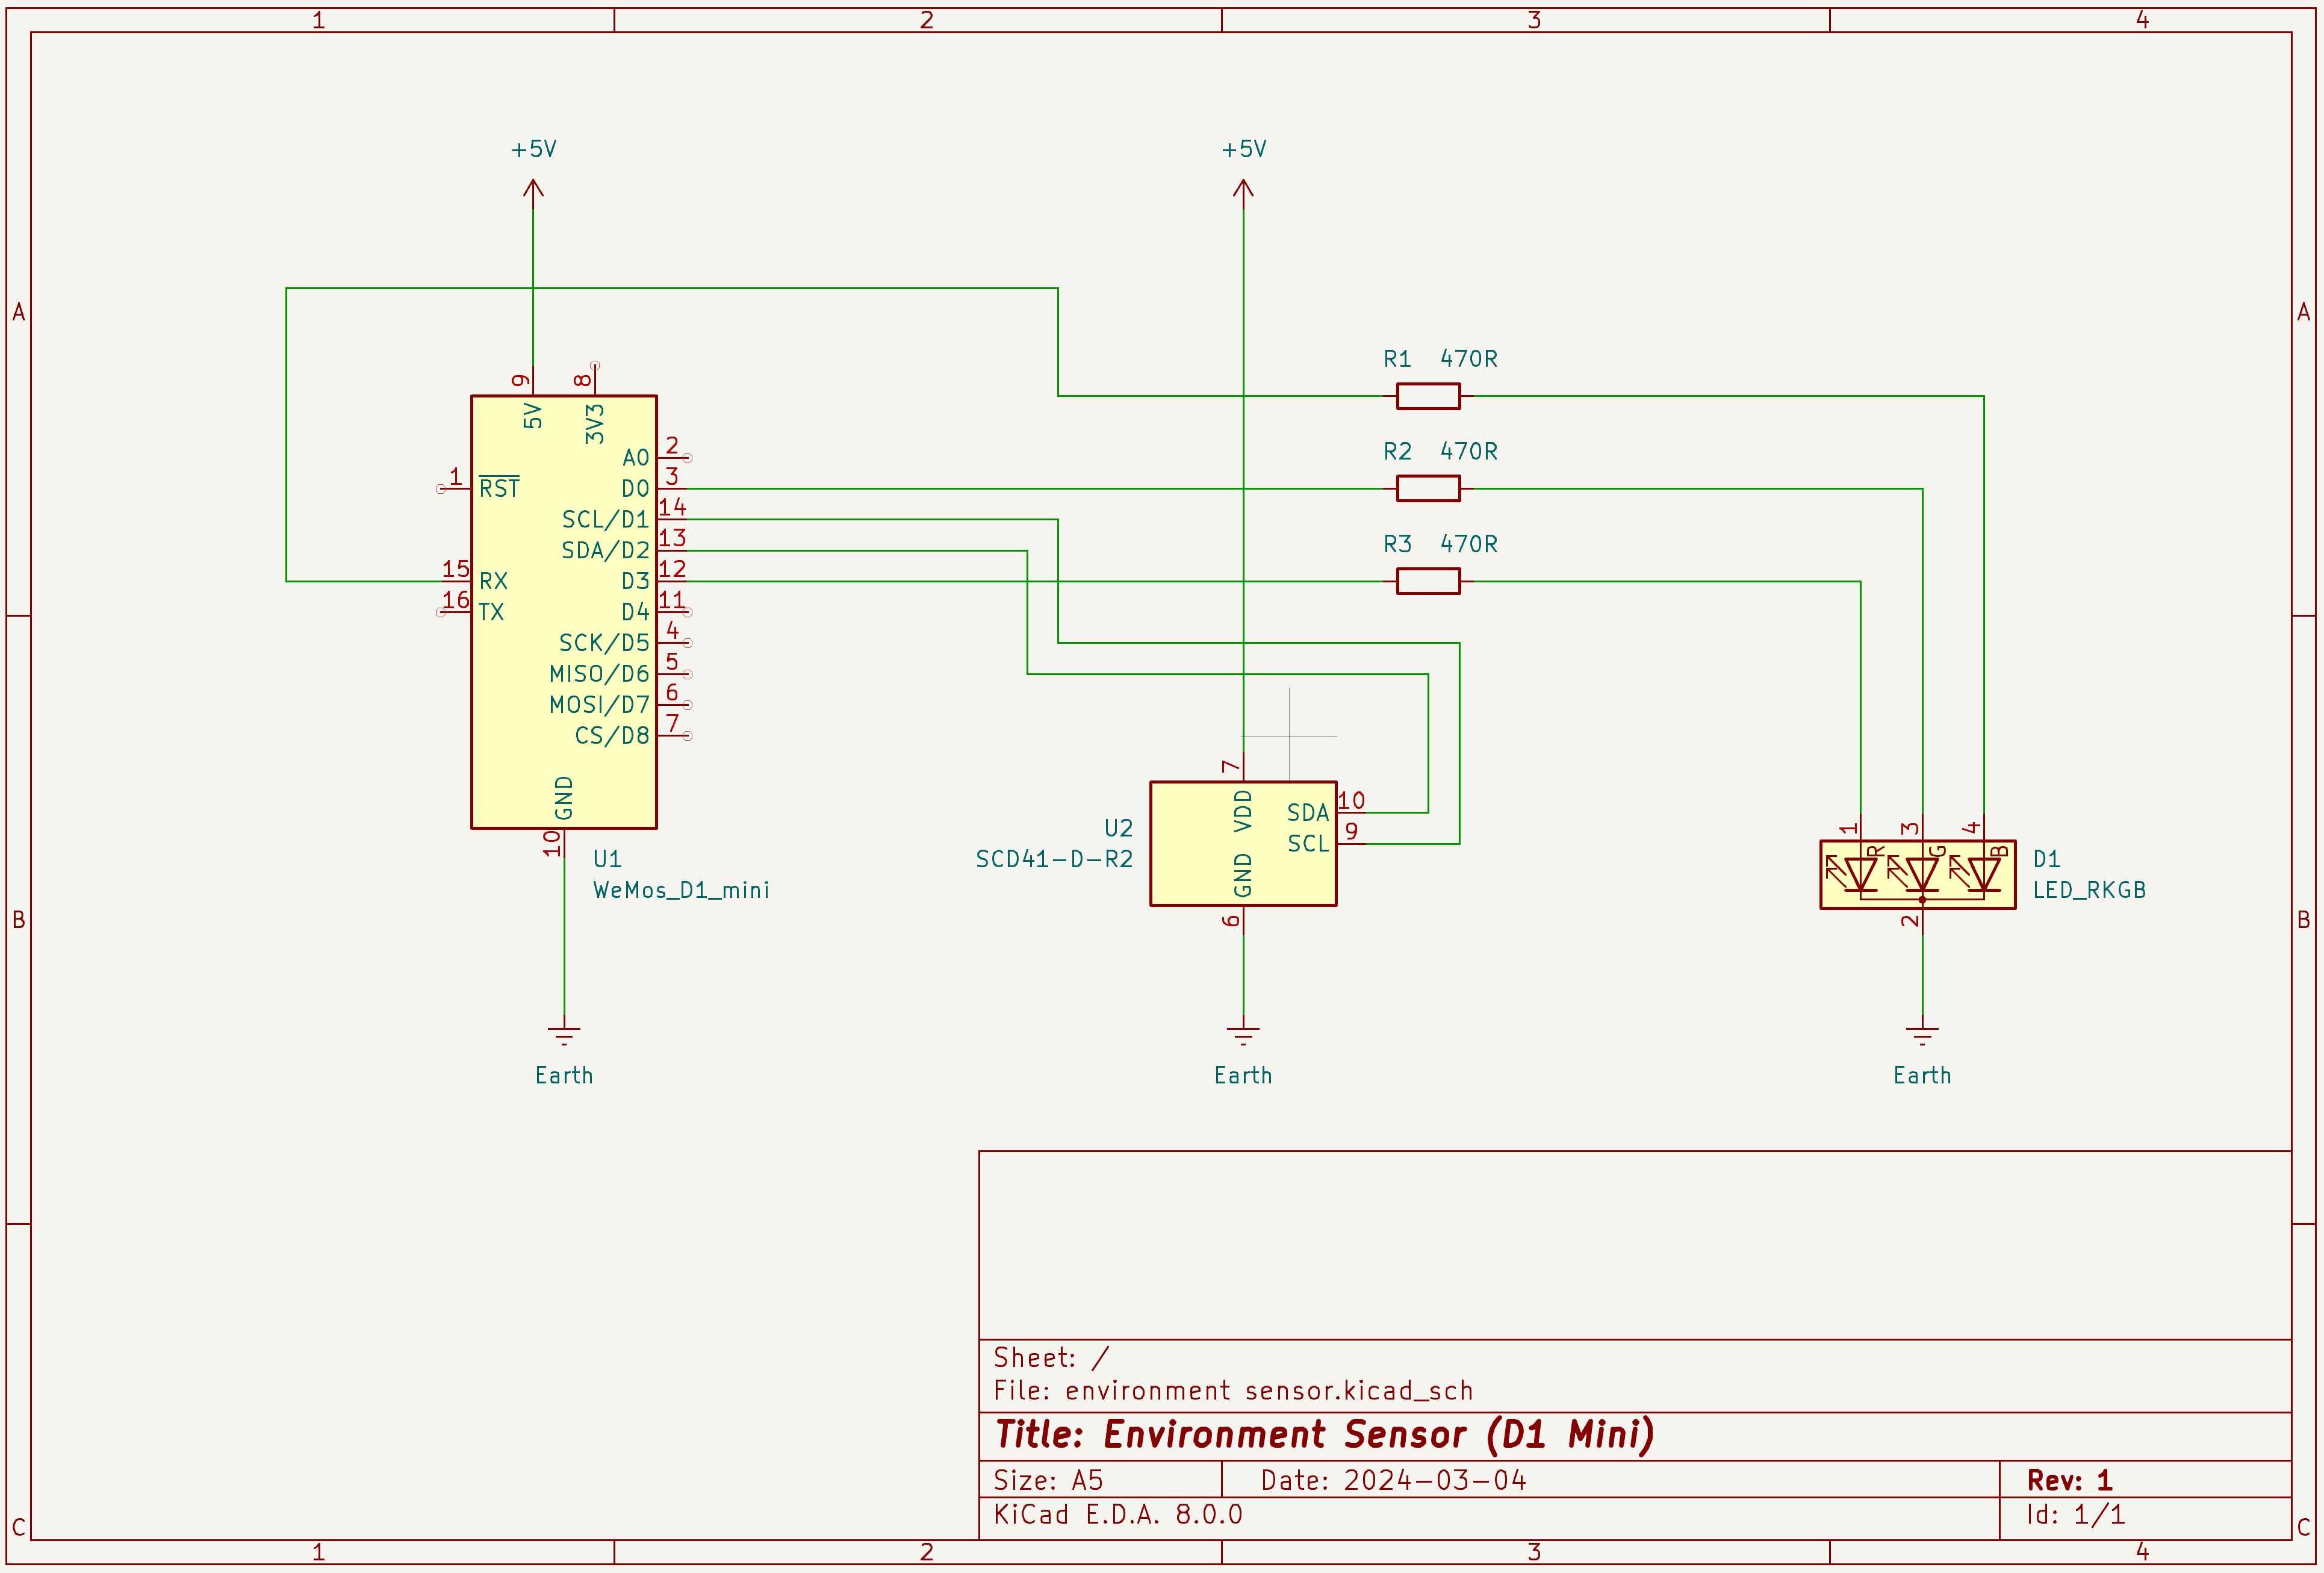 1 2 3 4
+5V +5V
A A
R1 470R
9 8
5V 3V3
R2 470R
A0 2
1 RST D0 3
SCL/D1 14
SDA/D2 13
R3 470R
15 RX D3 12
16 TX D4 11
SCK/D5 4
MISO/D6 5
MOSI/D7 6
CS/D8 7
7
GND VDD SDA 10
10 U2 GND SCL 9
1 3 4
R G B
U1 SCD41-D-R2 D1
WeMos_D1_mini LED_RKGB
B 6 2 B
Earth Earth Earth
Sheet: /
File: environment sensor.kicad_sch
Title: Environment Sensor (D1 Mini)
Size: A5 Date: 2024-03-04 Rev: 1
KiCad E.D.A. 8.0.0 Id: 1/1
C C
1 2 3 4